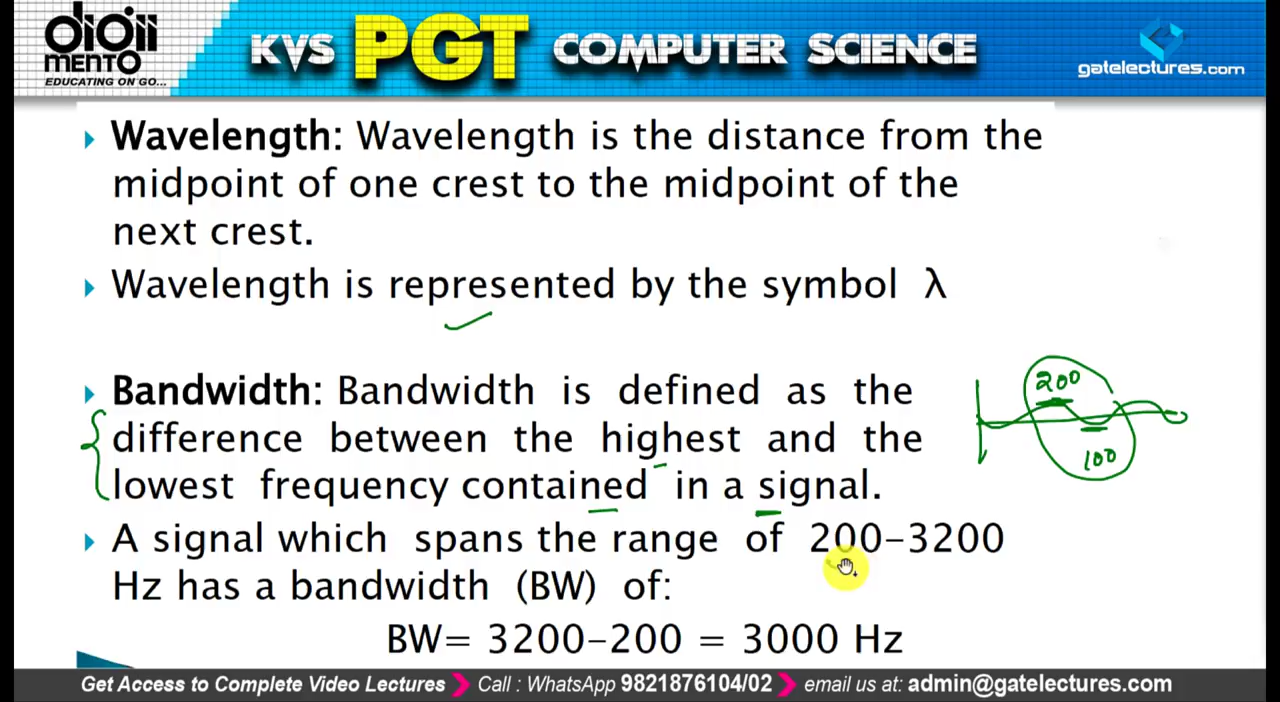 digii
mento
EDUCATING ON GO...
KVS PGT COMPUTER SCIENCE
gatelectures.com
Wavelength: Wavelength is the distance from the
midpoint of one crest to the midpoint of the
next crest.
Wavelength is represented by the symbol λ
Bandwidth: Bandwidth is defined as the
difference between the highest and the
lowest frequency contained in a signal.
200
100
A signal which spans the range of 200-3200
Hz has a bandwidth (BW) of:
BW= 3200-200 = 3000 Hz
Get Access to Complete Video Lectures Call : WhatsApp 9821876104/02 email us at: admin@gatelectures.com